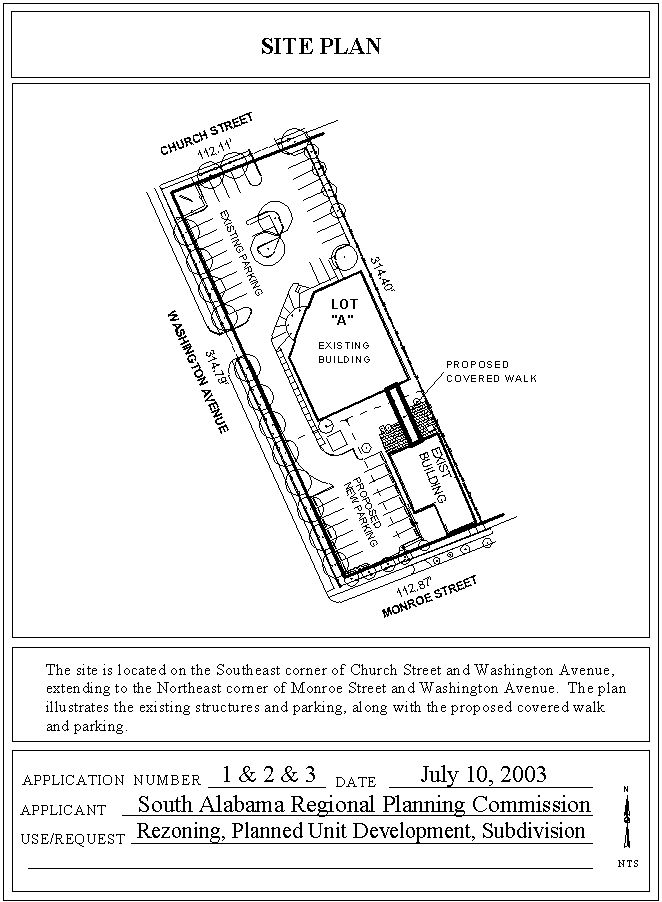 SITE PLAN
CHURCH STREET
112.11'
EXISTING PARKING
314.40'
LOT
"A"
EXISTING
BUILDING
WASHINGTON AVENUE
314.79'
PROPOSED
COVERED WALK
EXIST
BUILDING
PROPOSED
NEW PARKING
112.87'
MONROE STREET
The site is located on the Southeast corner of Church Street and Washington Avenue,
extending to the Northeast corner of Monroe Street and Washington Avenue. The plan
illustrates the existing structures and parking, along with the proposed covered walk
and parking.
APPLICATION NUMBER 1 & 2 & 3 DATE July 10, 2003
APPLICANT South Alabama Regional Planning Commission
USE/REQUEST Rezoning, Planned Unit Development, Subdivision
N
NTS